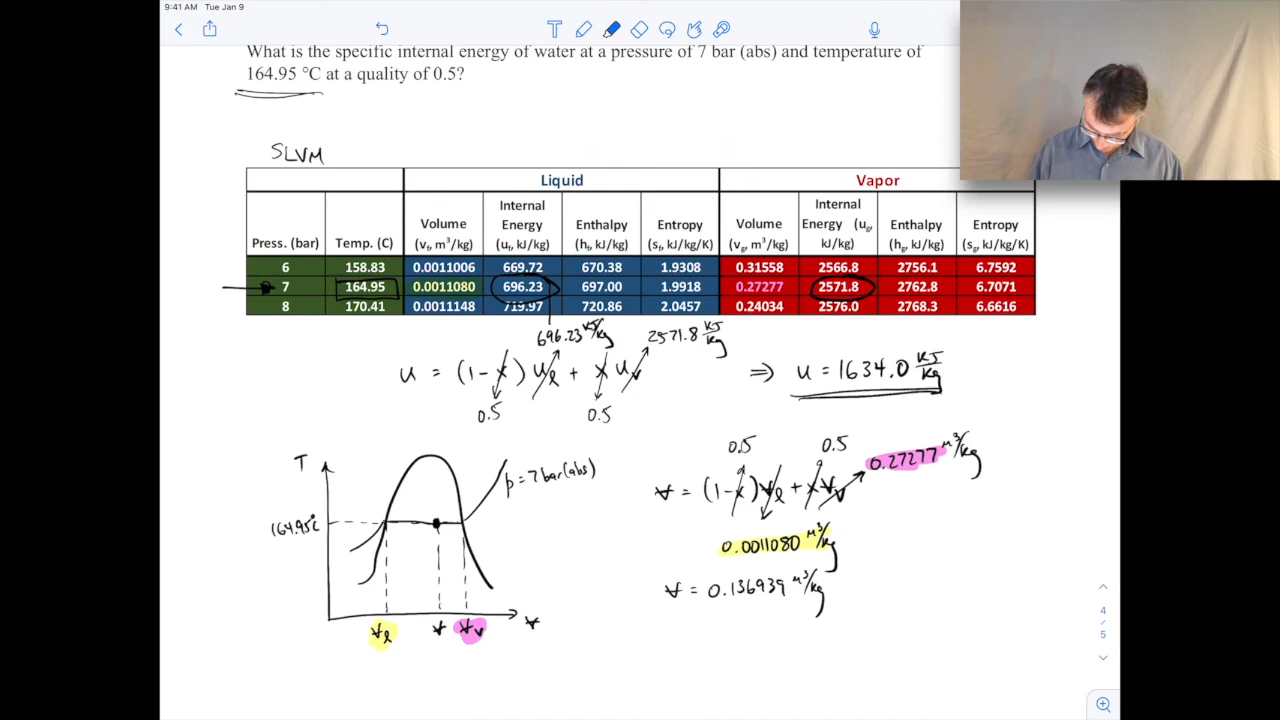 9:41 AM Tue Jan 9
What is the specific internal energy of water at a pressure of 7 bar (abs) and temperature of
164.95 °C at a quality of 0.5?
SLVM
Liquid Vapor
Press. (bar) Temp. (C) Volume (vf, m³/kg) Internal Energy (uf, kJ/kg) Enthalpy (hf, kJ/kg) Entropy (sf, kJ/kg/K) Volume (vg, m³/kg) Internal Energy (ug, kJ/kg) Enthalpy (hg, kJ/kg) Entropy (sg, kJ/kg/K)
6 158.83 0.0011006 669.72 670.38 1.9308 0.31558 2566.8 2756.1 6.7592
7 164.95 0.0011080 696.23 697.00 1.9918 0.27277 2571.8 2762.8 6.7071
8 170.41 0.0011148 719.97 720.86 2.0457 0.24034 2576.0 2768.3 6.6616
696.23 kJ/kg 2571.8 kJ/kg
u = (1-x) uℓ + x uv ⇒ u = 1634.0 kJ/kg
0.5 0.5
0.5 0.5 0.27277 m³/kg
v = (1-x) vℓ + x vv
0.0011080 m³/kg
v = 0.136939 m³/kg
T
p = 7 bar (abs)
164.95°C
vℓ v vv v
4
/
5